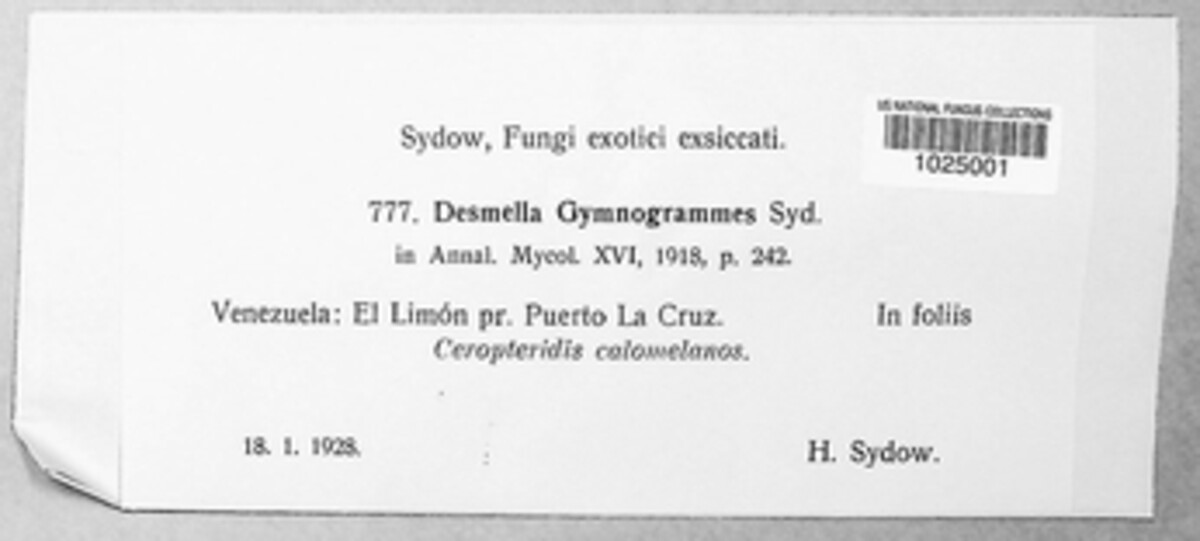 US NATIONAL FUNGUS COLLECTIONS
1025001
Sydow, Fungi exotici exsiccati.
777. Desmella Gymnogrammes Syd.
in Annal. Mycol. XVI, 1918, p. 242.
Venezuela: El Limón pr. Puerto La Cruz. In foliis
Ceropteridis calomelanos.
18. 1. 1928. H. Sydow.